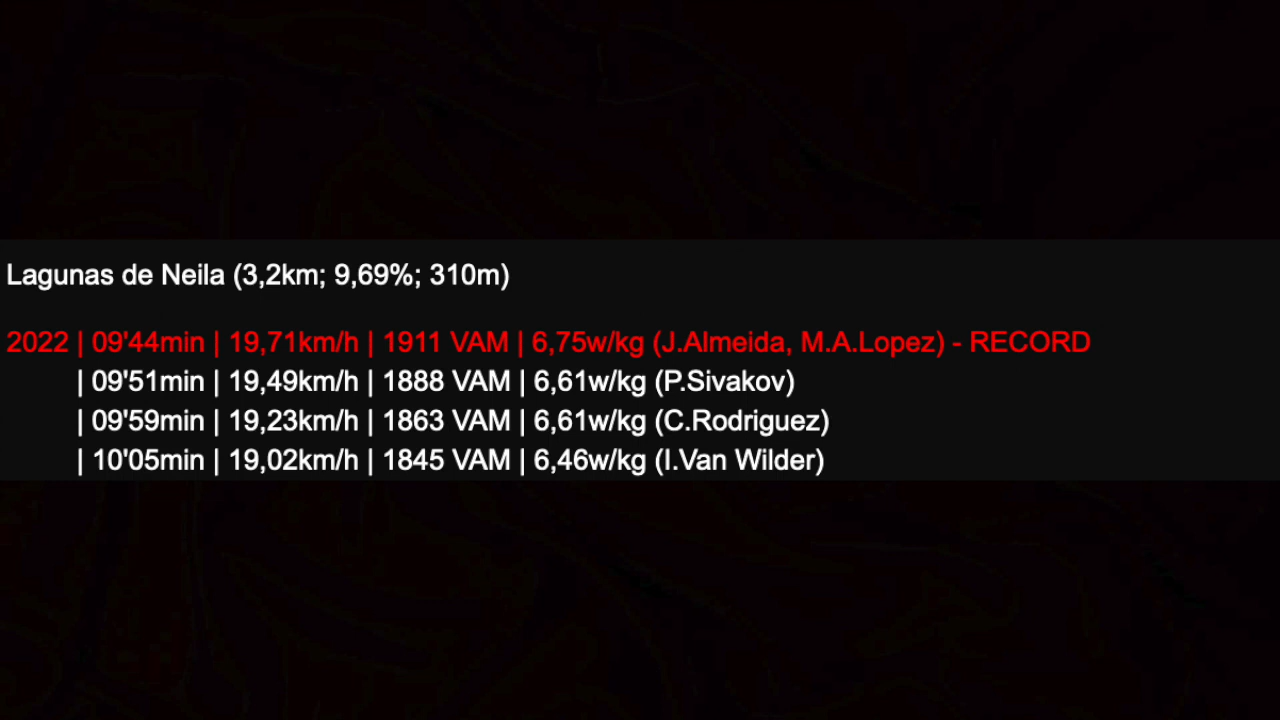 Lagunas de Neila (3,2km; 9,69%; 310m)
2022 | 09'44min | 19,71km/h | 1911 VAM | 6,75w/kg (J.Almeida, M.A.Lopez) - RECORD
| 09'51min | 19,49km/h | 1888 VAM | 6,61w/kg (P.Sivakov)
| 09'59min | 19,23km/h | 1863 VAM | 6,61w/kg (C.Rodriguez)
| 10'05min | 19,02km/h | 1845 VAM | 6,46w/kg (I.Van Wilder)